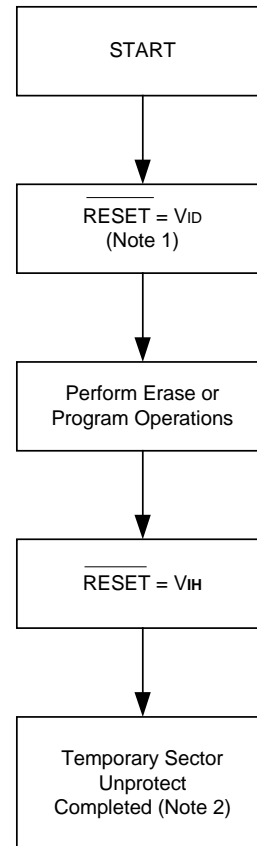 START
RESET = VID
(Note 1)
Perform Erase or
Program Operations
RESET = VIH
Temporary Sector
Unprotect
Completed (Note 2)